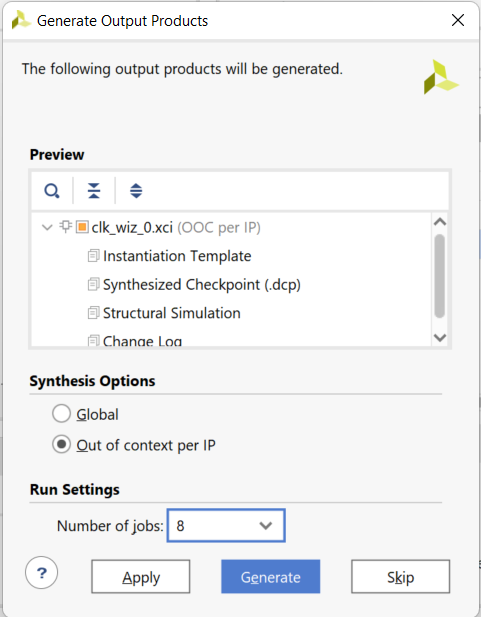 Generate Output Products
The following output products will be generated.
Preview
clk_wiz_0.xci (OOC per IP)
Instantiation Template
Synthesized Checkpoint (.dcp)
Structural Simulation
Change Log
Synthesis Options
Global
Out of context per IP
Run Settings
Number of jobs: 8
?
Apply
Generate
Skip